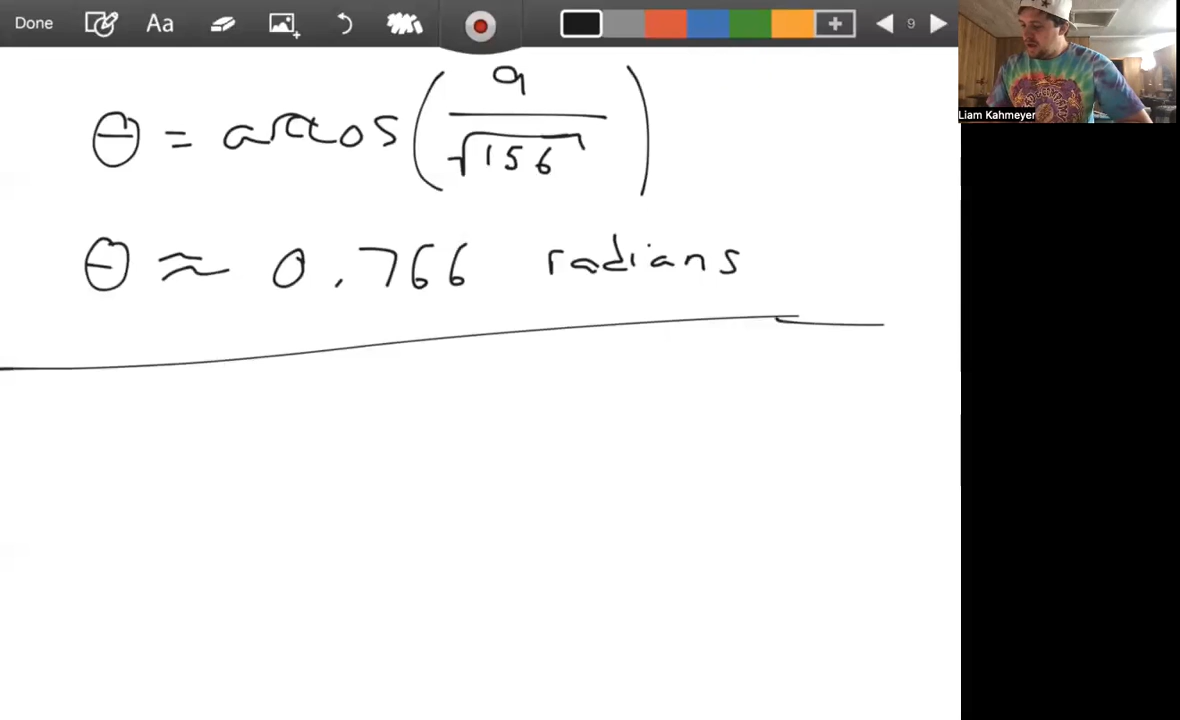 Done Aa 9
θ = arccos(9/√156)
θ ≈ 0.766 radians
Liam Kahmeyer